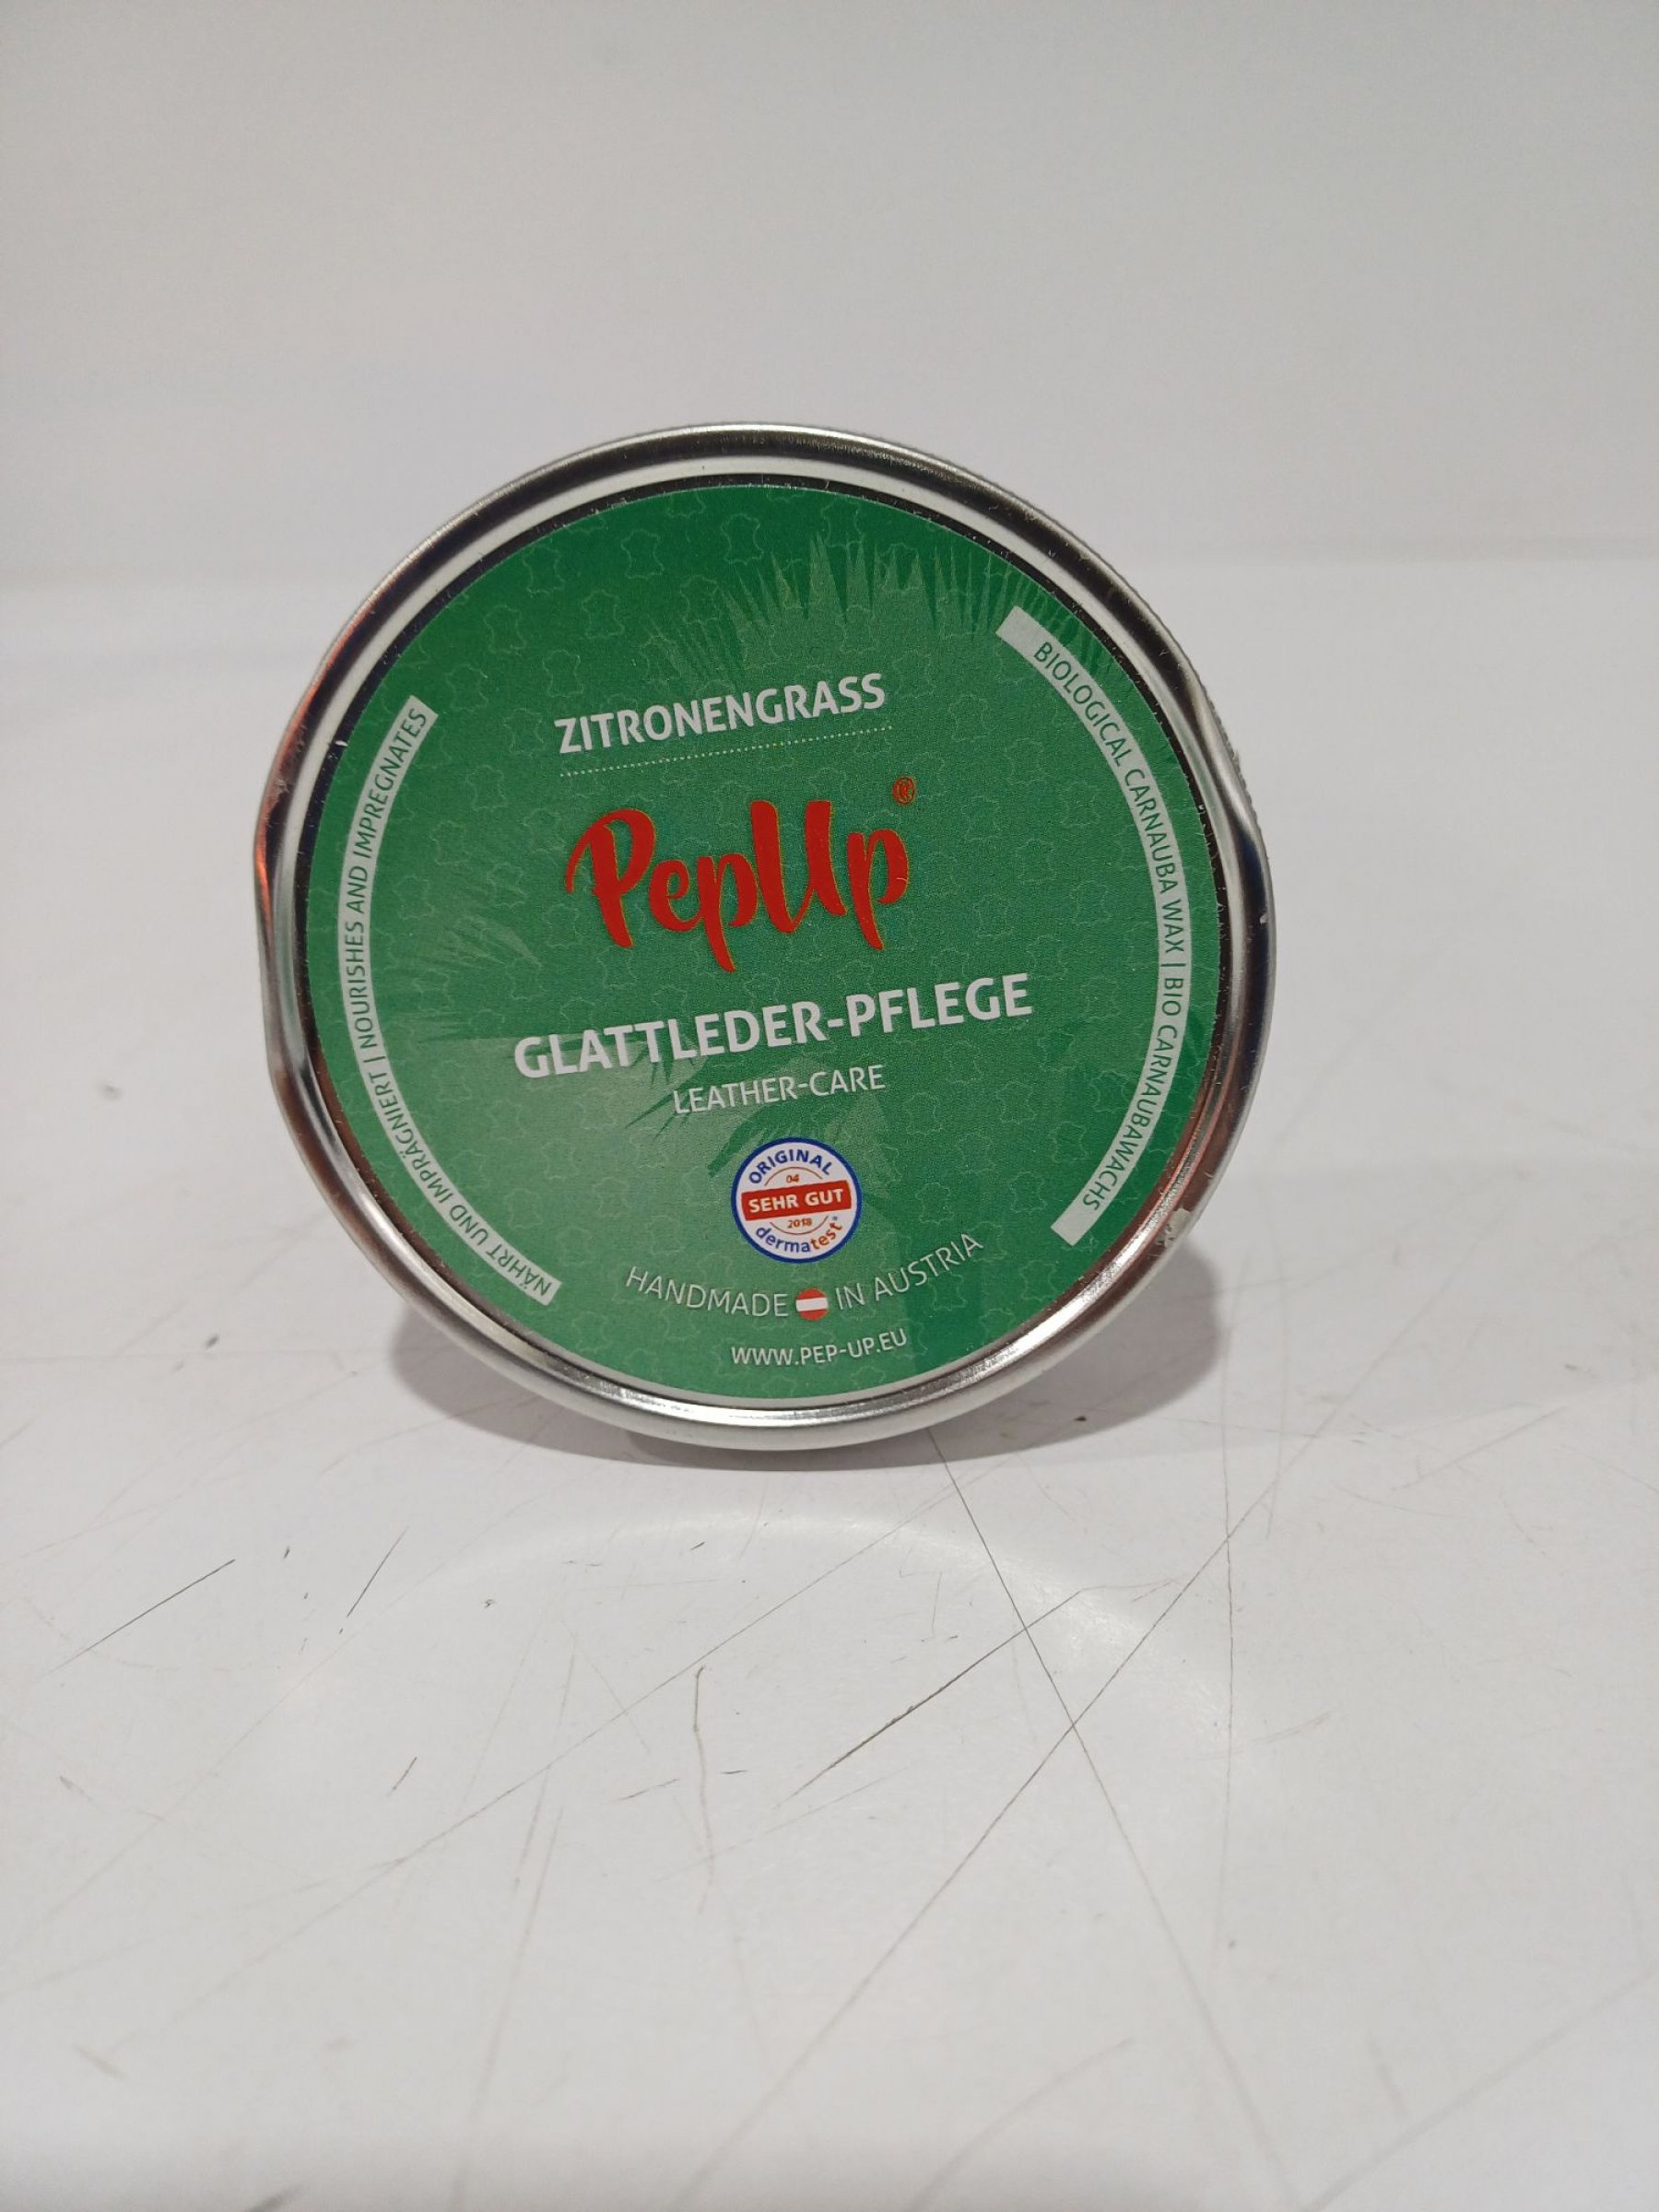 ZITRONENGRASS
PepUp®
GLATTLEDER-PFLEGE
LEATHER-CARE
ORIGINAL
04
SEHR GUT
2018
dermatest®
HANDMADE IN AUSTRIA
WWW.PEP-UP.EU
NÄHRT UND IMPRÄGNIERT | NOURISHES AND IMPREGNATES
BIOLOGICAL CARNAUBA WAX | BIO CARNAUBAWACHS